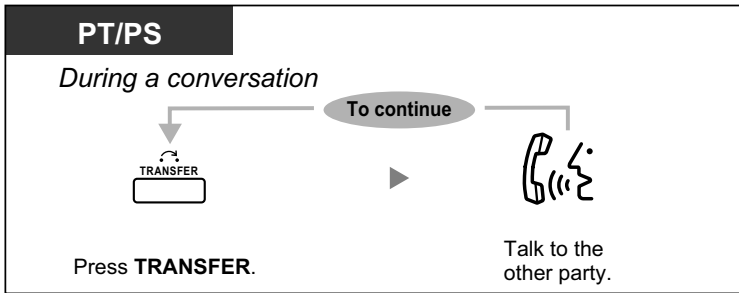 PT/PS
During a conversation
To continue
TRANSFER
Press TRANSFER.
Talk to the
other party.